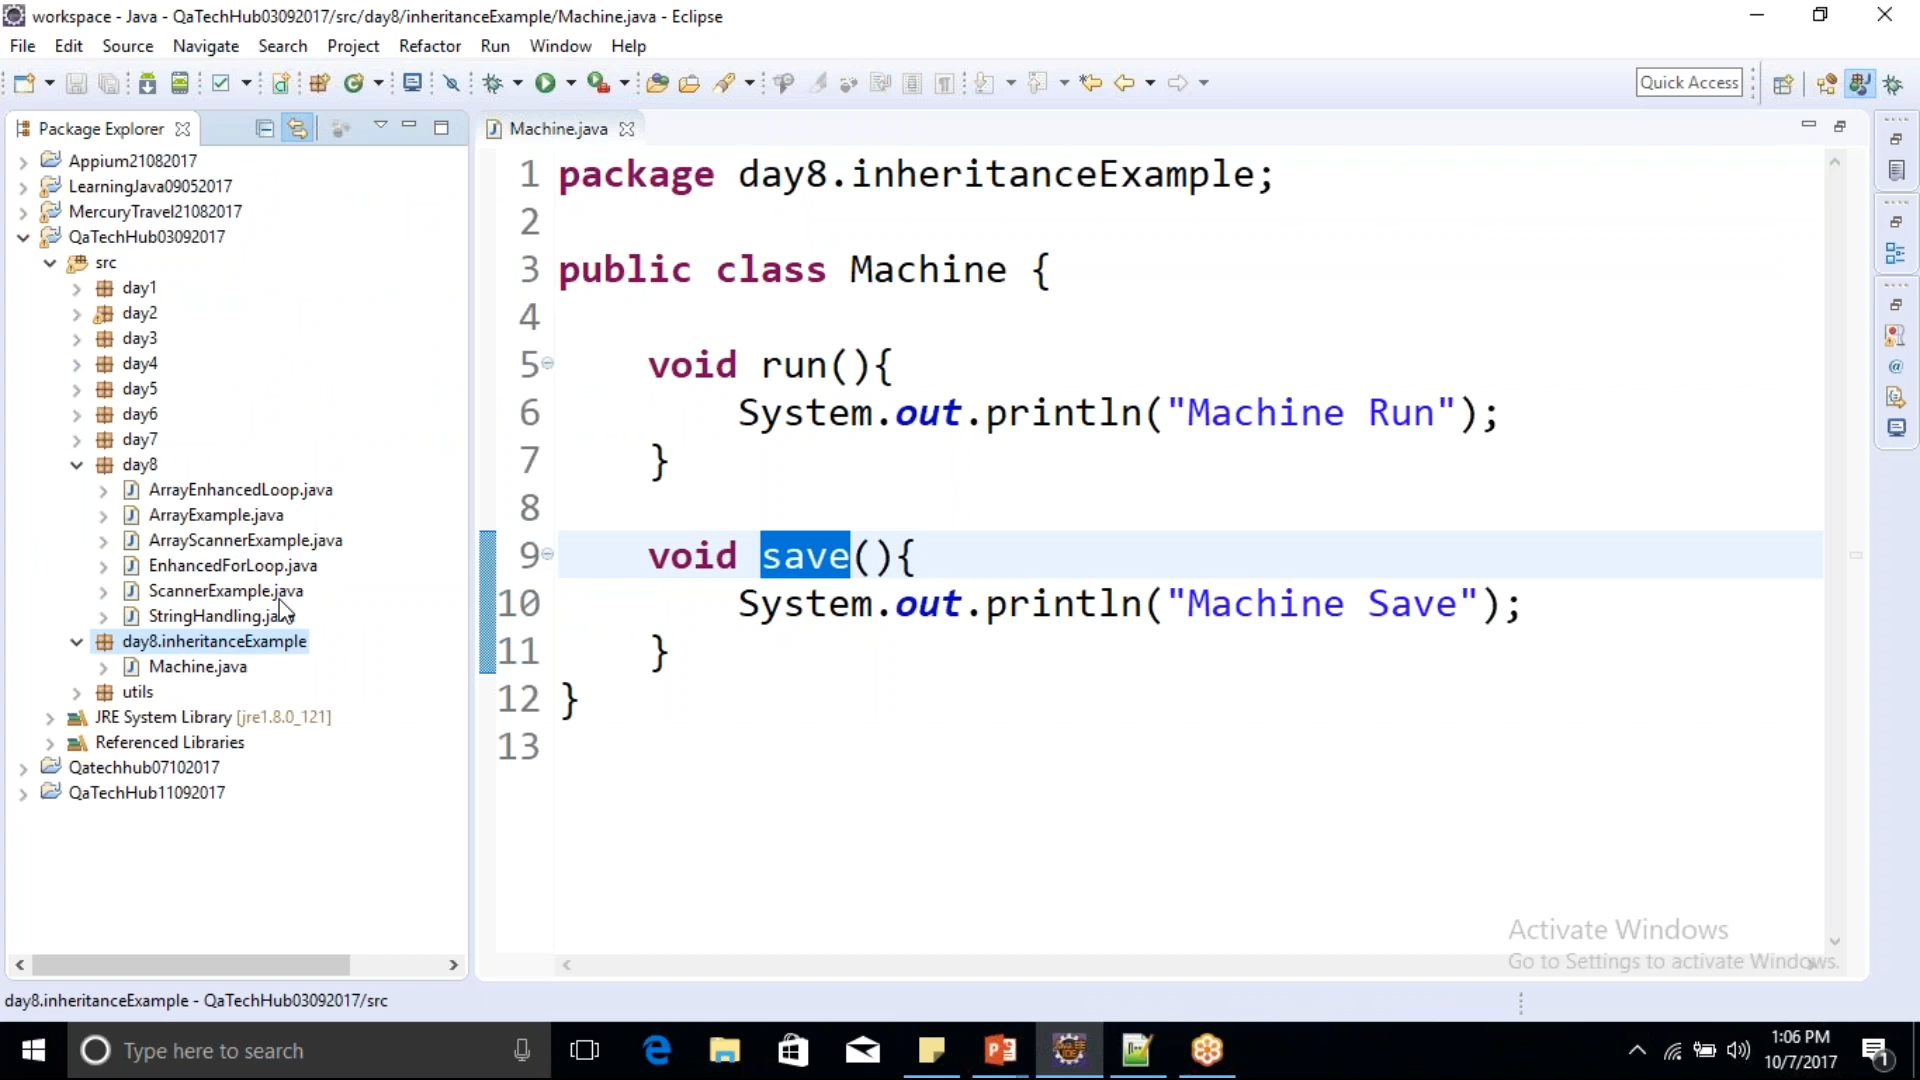 workspace - Java - QaTechHub03092017/src/day8/inheritanceExample/Machine.java - Eclipse
File Edit Source Navigate Search Project Refactor Run Window Help
Quick Access
Package Explorer
Machine.java
Appium21082017
LearningJava09052017
MercuryTravel21082017
QaTechHub03092017
src
day1
day2
day3
day4
day5
day6
day7
day8
ArrayEnhancedLoop.java
ArrayExample.java
ArrayScannerExample.java
EnhancedForLoop.java
ScannerExample.java
StringHandling.java
day8.inheritanceExample
Machine.java
utils
JRE System Library [jre1.8.0_121]
Referenced Libraries
Qatechhub07102017
QaTechHub11092017
1 package day8.inheritanceExample;
2
3 public class Machine {
4
5 void run(){
6 System.out.println("Machine Run");
7 }
8
9 void save(){
10 System.out.println("Machine Save");
11 }
12 }
13
Activate Windows
Go to Settings to activate Windows.
day8.inheritanceExample - QaTechHub03092017/src
Type here to search
1:06 PM
10/7/2017
1